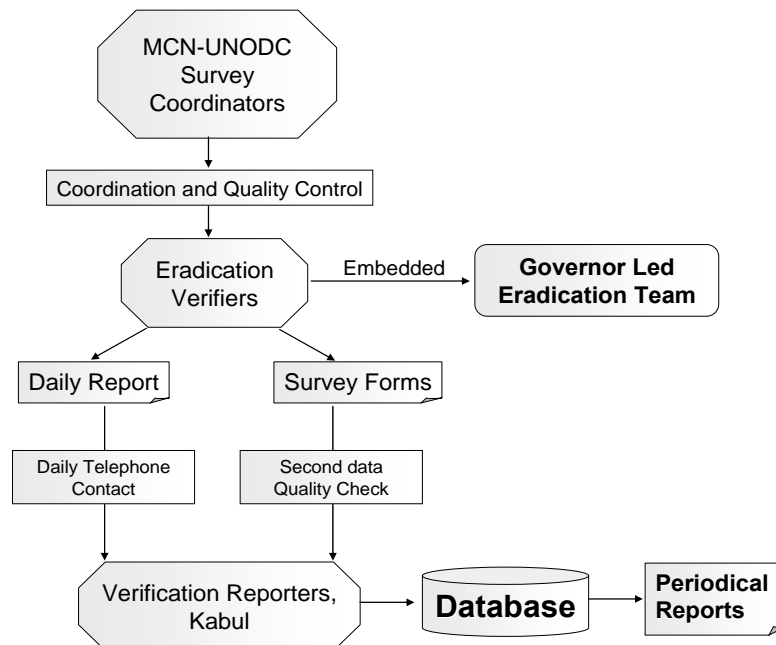 MCN-UNODC
Survey
Coordinators
Coordination and Quality Control
Eradication
Verifiers
Embedded
Governor Led
Eradication Team
Daily Report
Survey Forms
Daily Telephone
Contact
Second data
Quality Check
Verification Reporters,
Kabul
Database
Periodical
Reports